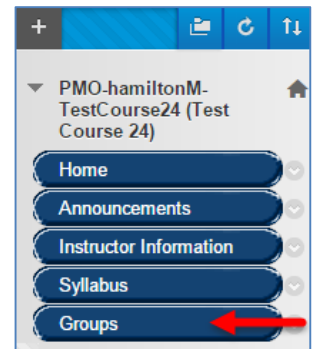 PMO-hamiltonM-
TestCourse24 (Test
Course 24)
Home
Announcements
Instructor Information
Syllabus
Groups